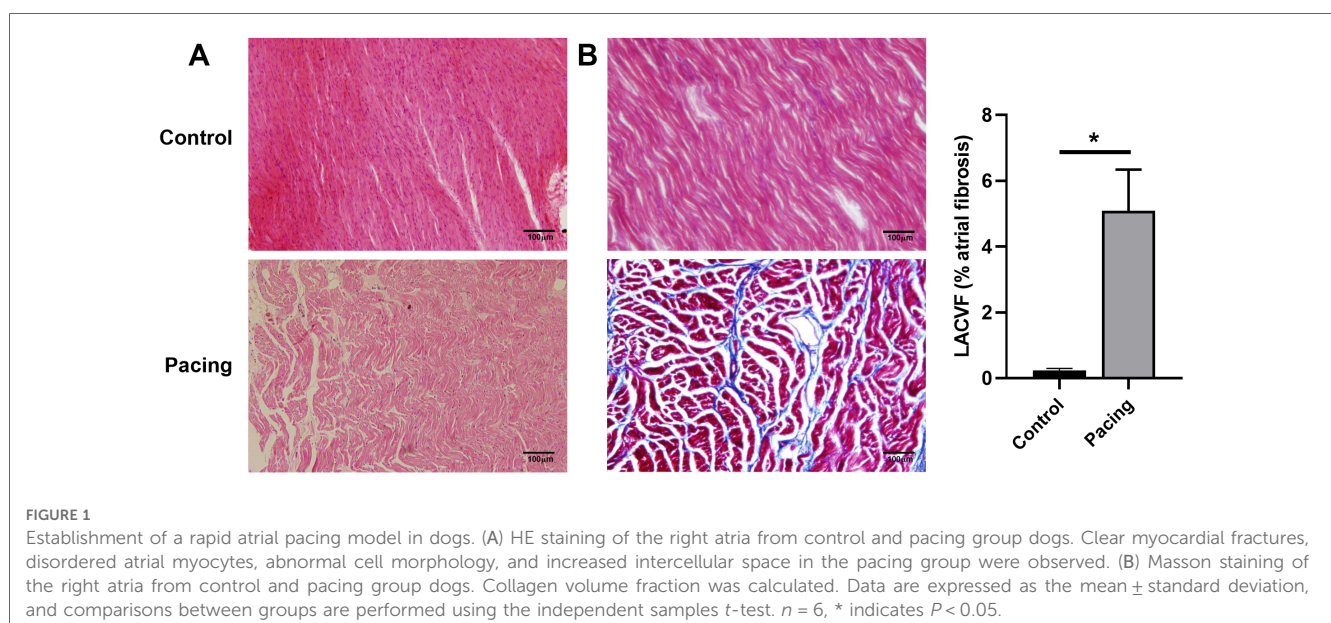 A
B
Control
Pacing
100μm
100μm
100μm
100μm
LACVF (% atrial fibrosis)
8
6
4
2
0
*
Control
Pacing
FIGURE 1
Establishment of a rapid atrial pacing model in dogs. (A) HE staining of the right atria from control and pacing group dogs. Clear myocardial fractures,
disordered atrial myocytes, abnormal cell morphology, and increased intercellular space in the pacing group were observed. (B) Masson staining of
the right atria from control and pacing group dogs. Collagen volume fraction was calculated. Data are expressed as the mean ± standard deviation,
and comparisons between groups are performed using the independent samples t-test. n = 6, * indicates P < 0.05.